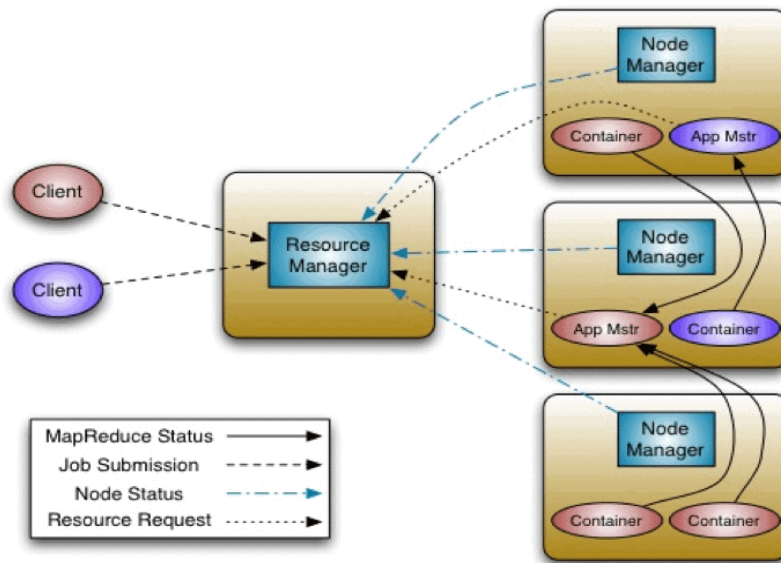 Node
Manager
Container
App Mstr
Client
Resource
Manager
Client
Node
Manager
App Mstr
Container
Node
Manager
Container
Container
MapReduce Status
Job Submission
Node Status
Resource Request